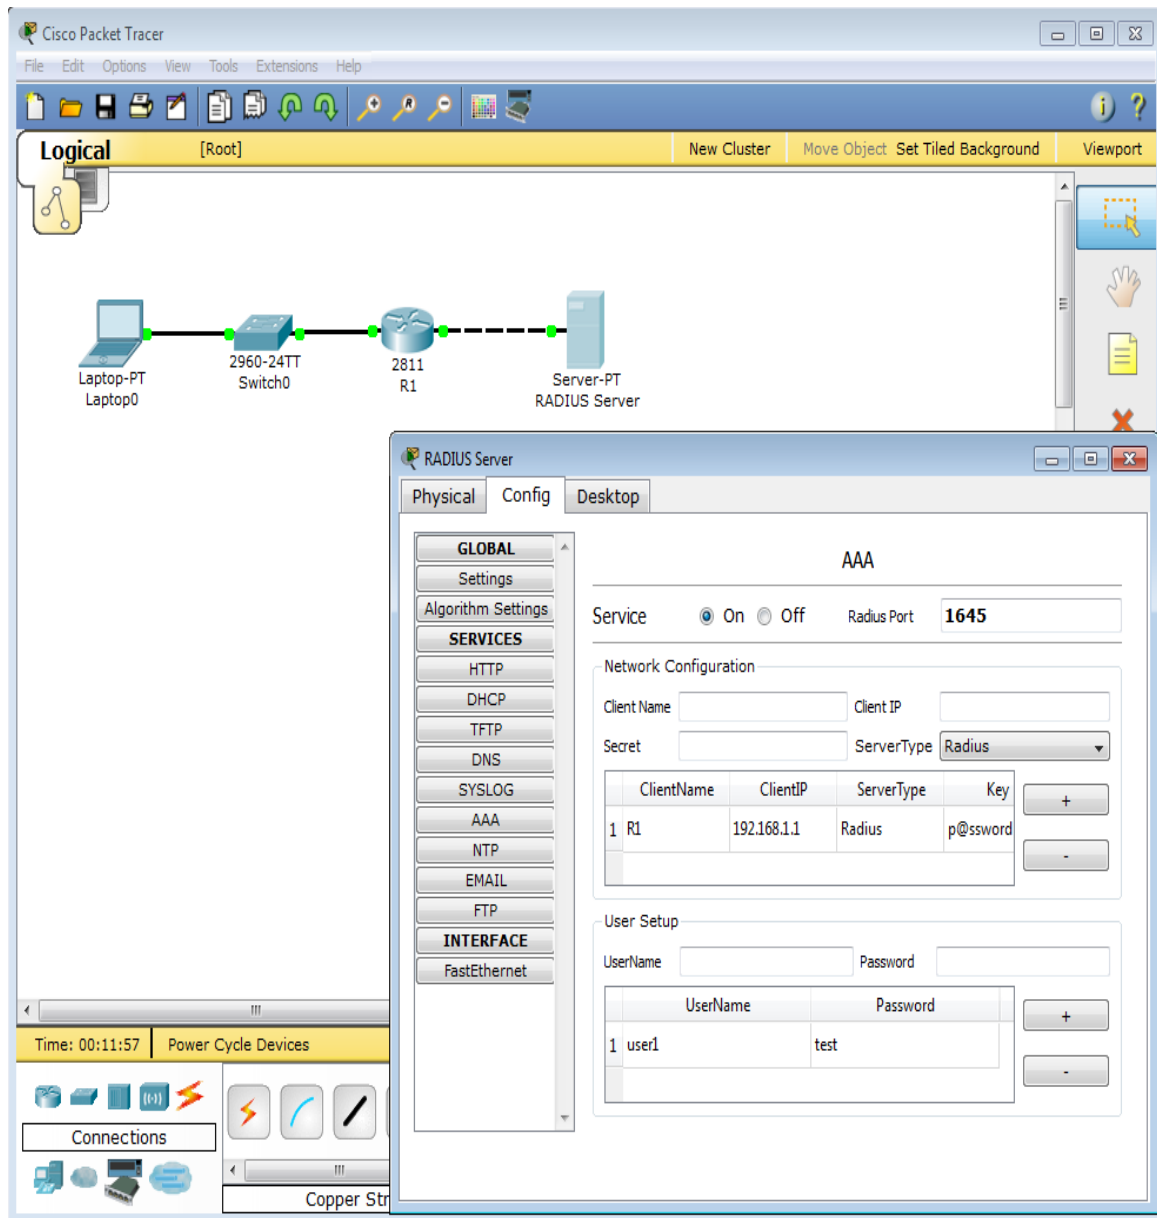 Cisco Packet Tracer
File Edit Options View Tools Extensions Help
Logical [Root] New Cluster Move Object Set Tiled Background Viewport
2960-24TT
Switch0
2811
R1
Laptop-PT
Laptop0
Server-PT
RADIUS Server
RADIUS Server
Physical Config Desktop
GLOBAL
Settings
Algorithm Settings
SERVICES
HTTP
DHCP
TFTP
DNS
SYSLOG
AAA
NTP
EMAIL
FTP
INTERFACE
FastEthernet
AAA
Service On Off Radius Port 1645
Network Configuration
Client Name Client IP
Secret ServerType Radius
ClientName ClientIP ServerType Key
1 R1 192.168.1.1 Radius p@ssword
+
-
User Setup
UserName Password
UserName Password
1 user1 test
+
-
Time: 00:11:57 Power Cycle Devices
Connections
Copper Str